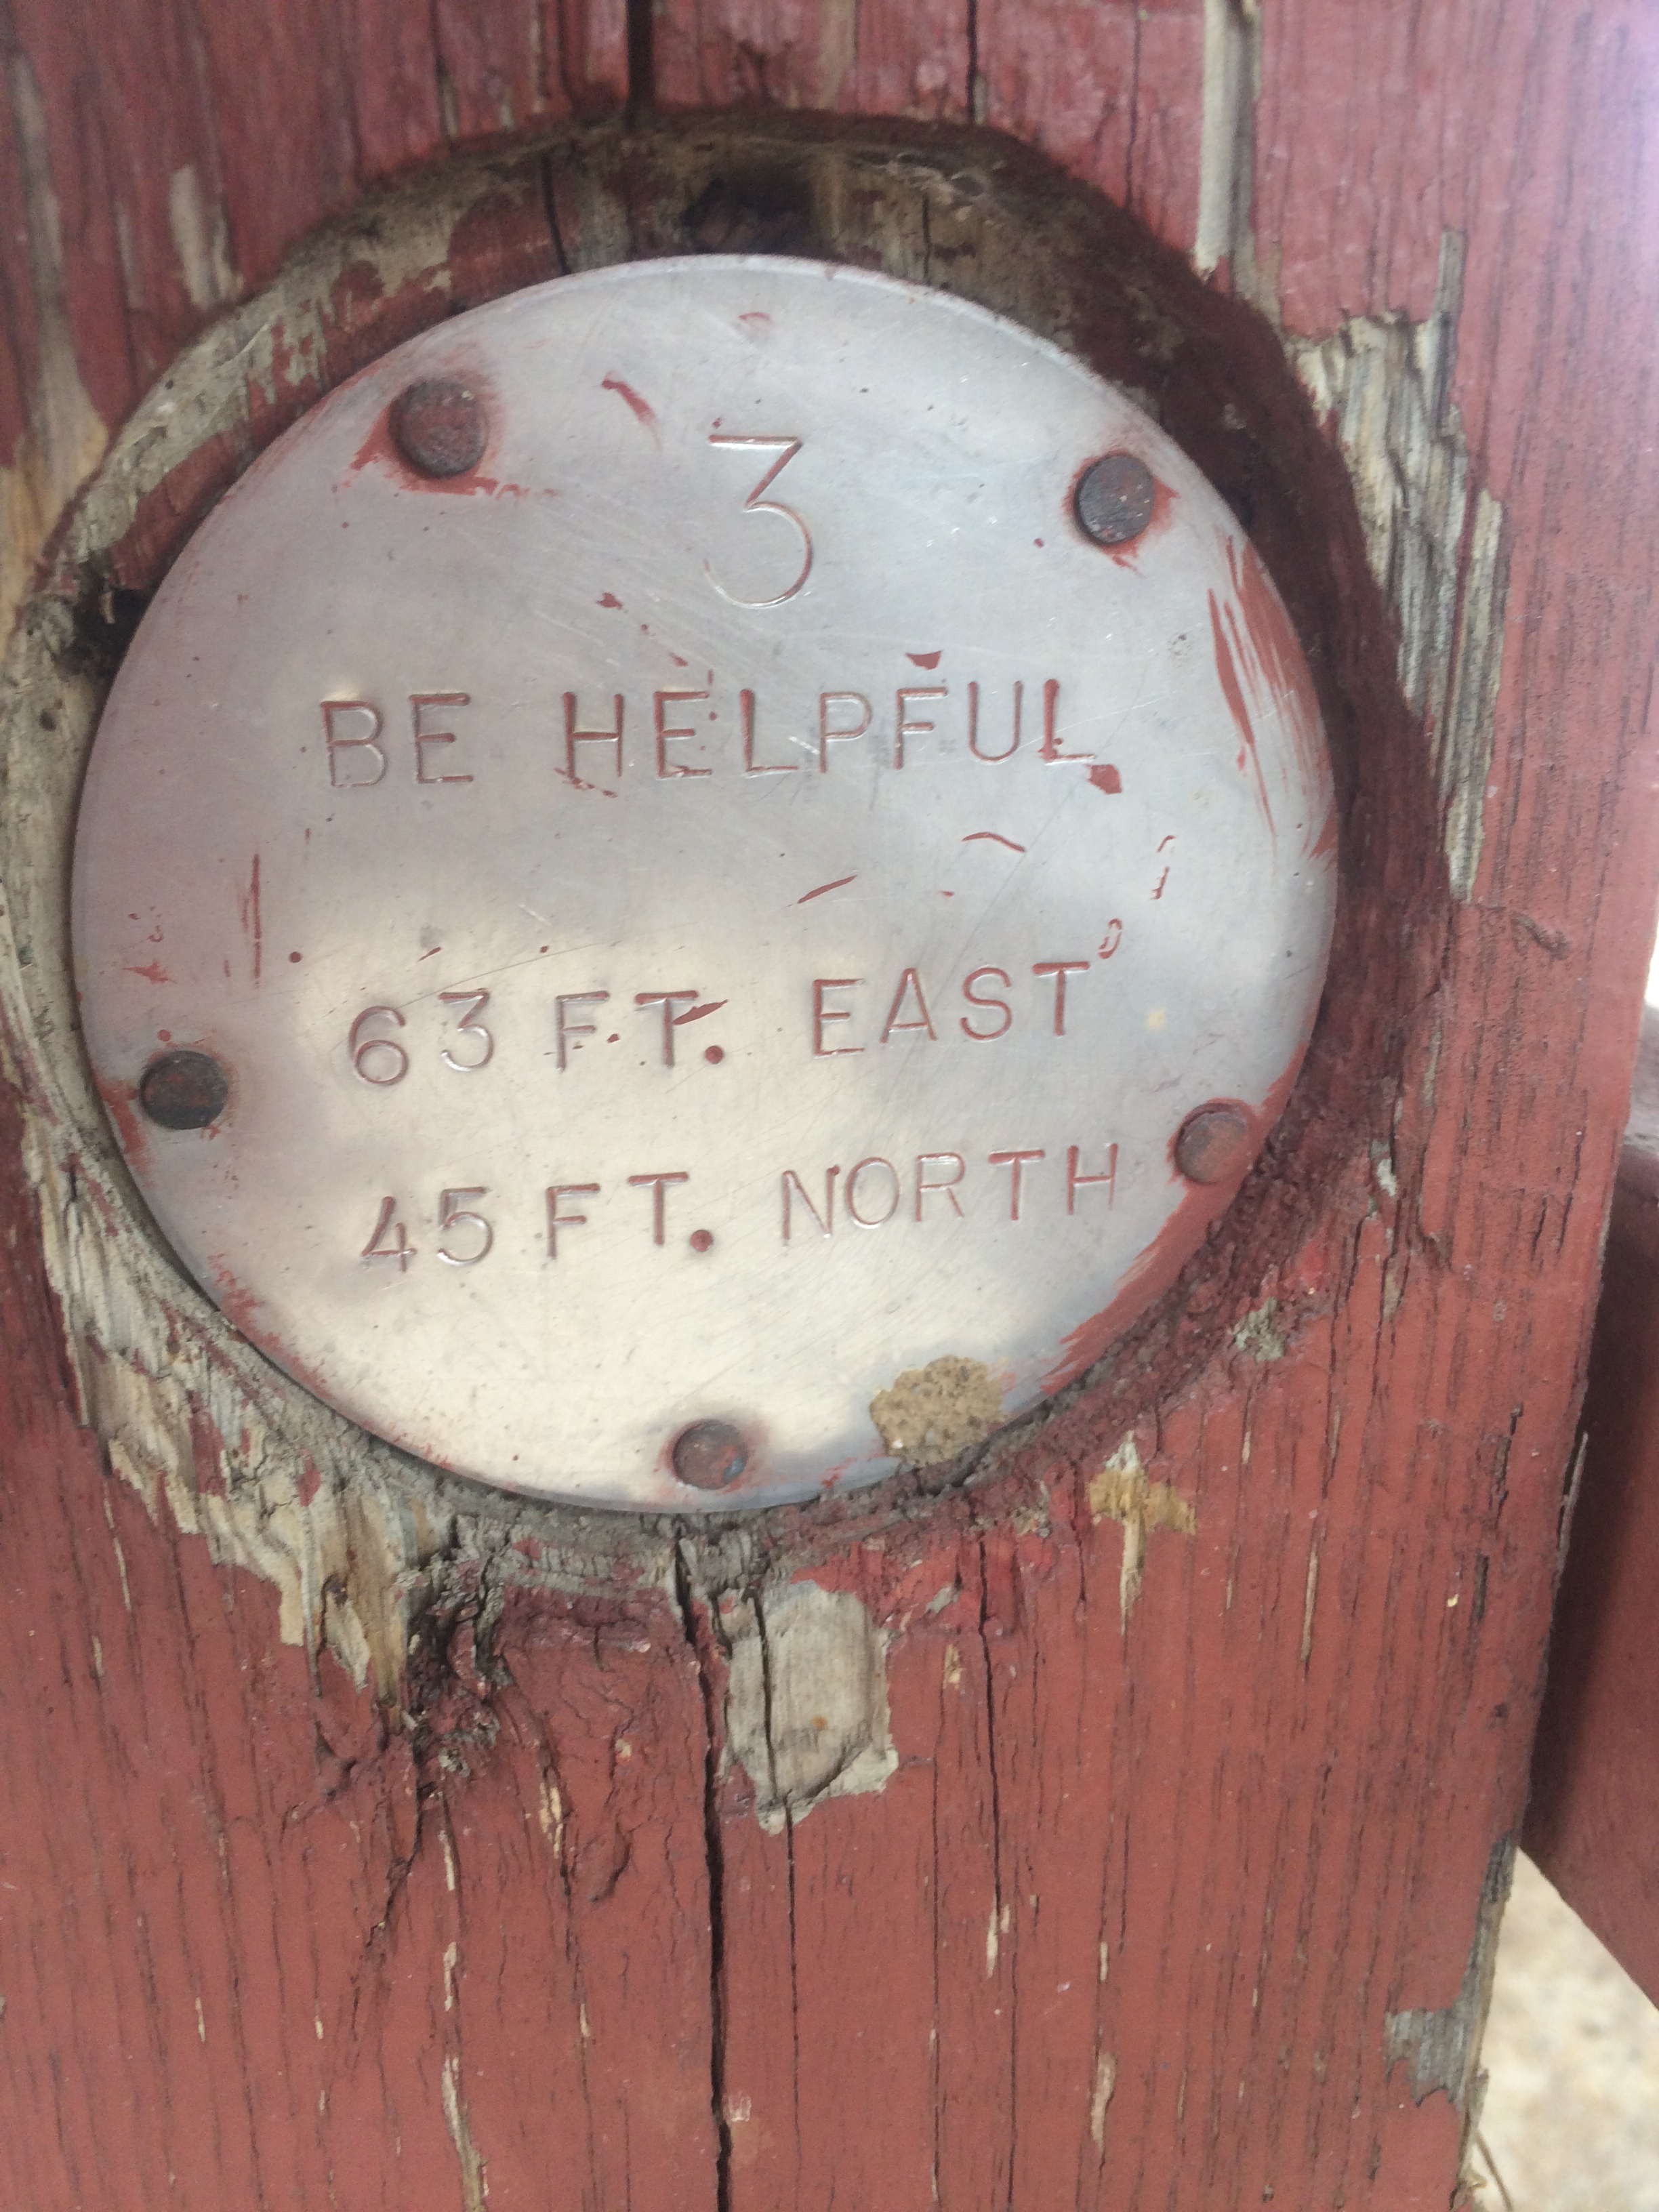 3
BE HELPFUL
63 FT. EAST
45 FT. NORTH